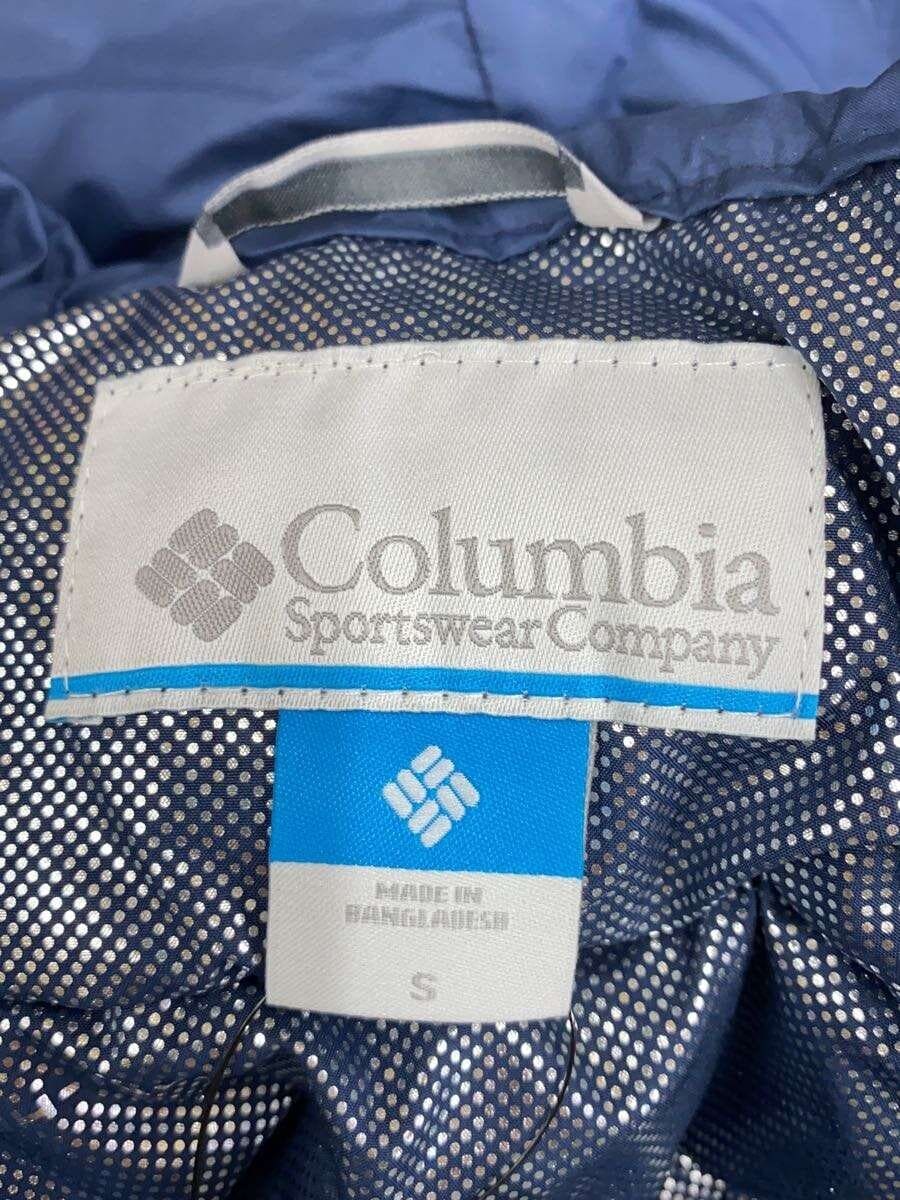 Columbia
Sportswear Company
MADE IN
BANGLADESH
S